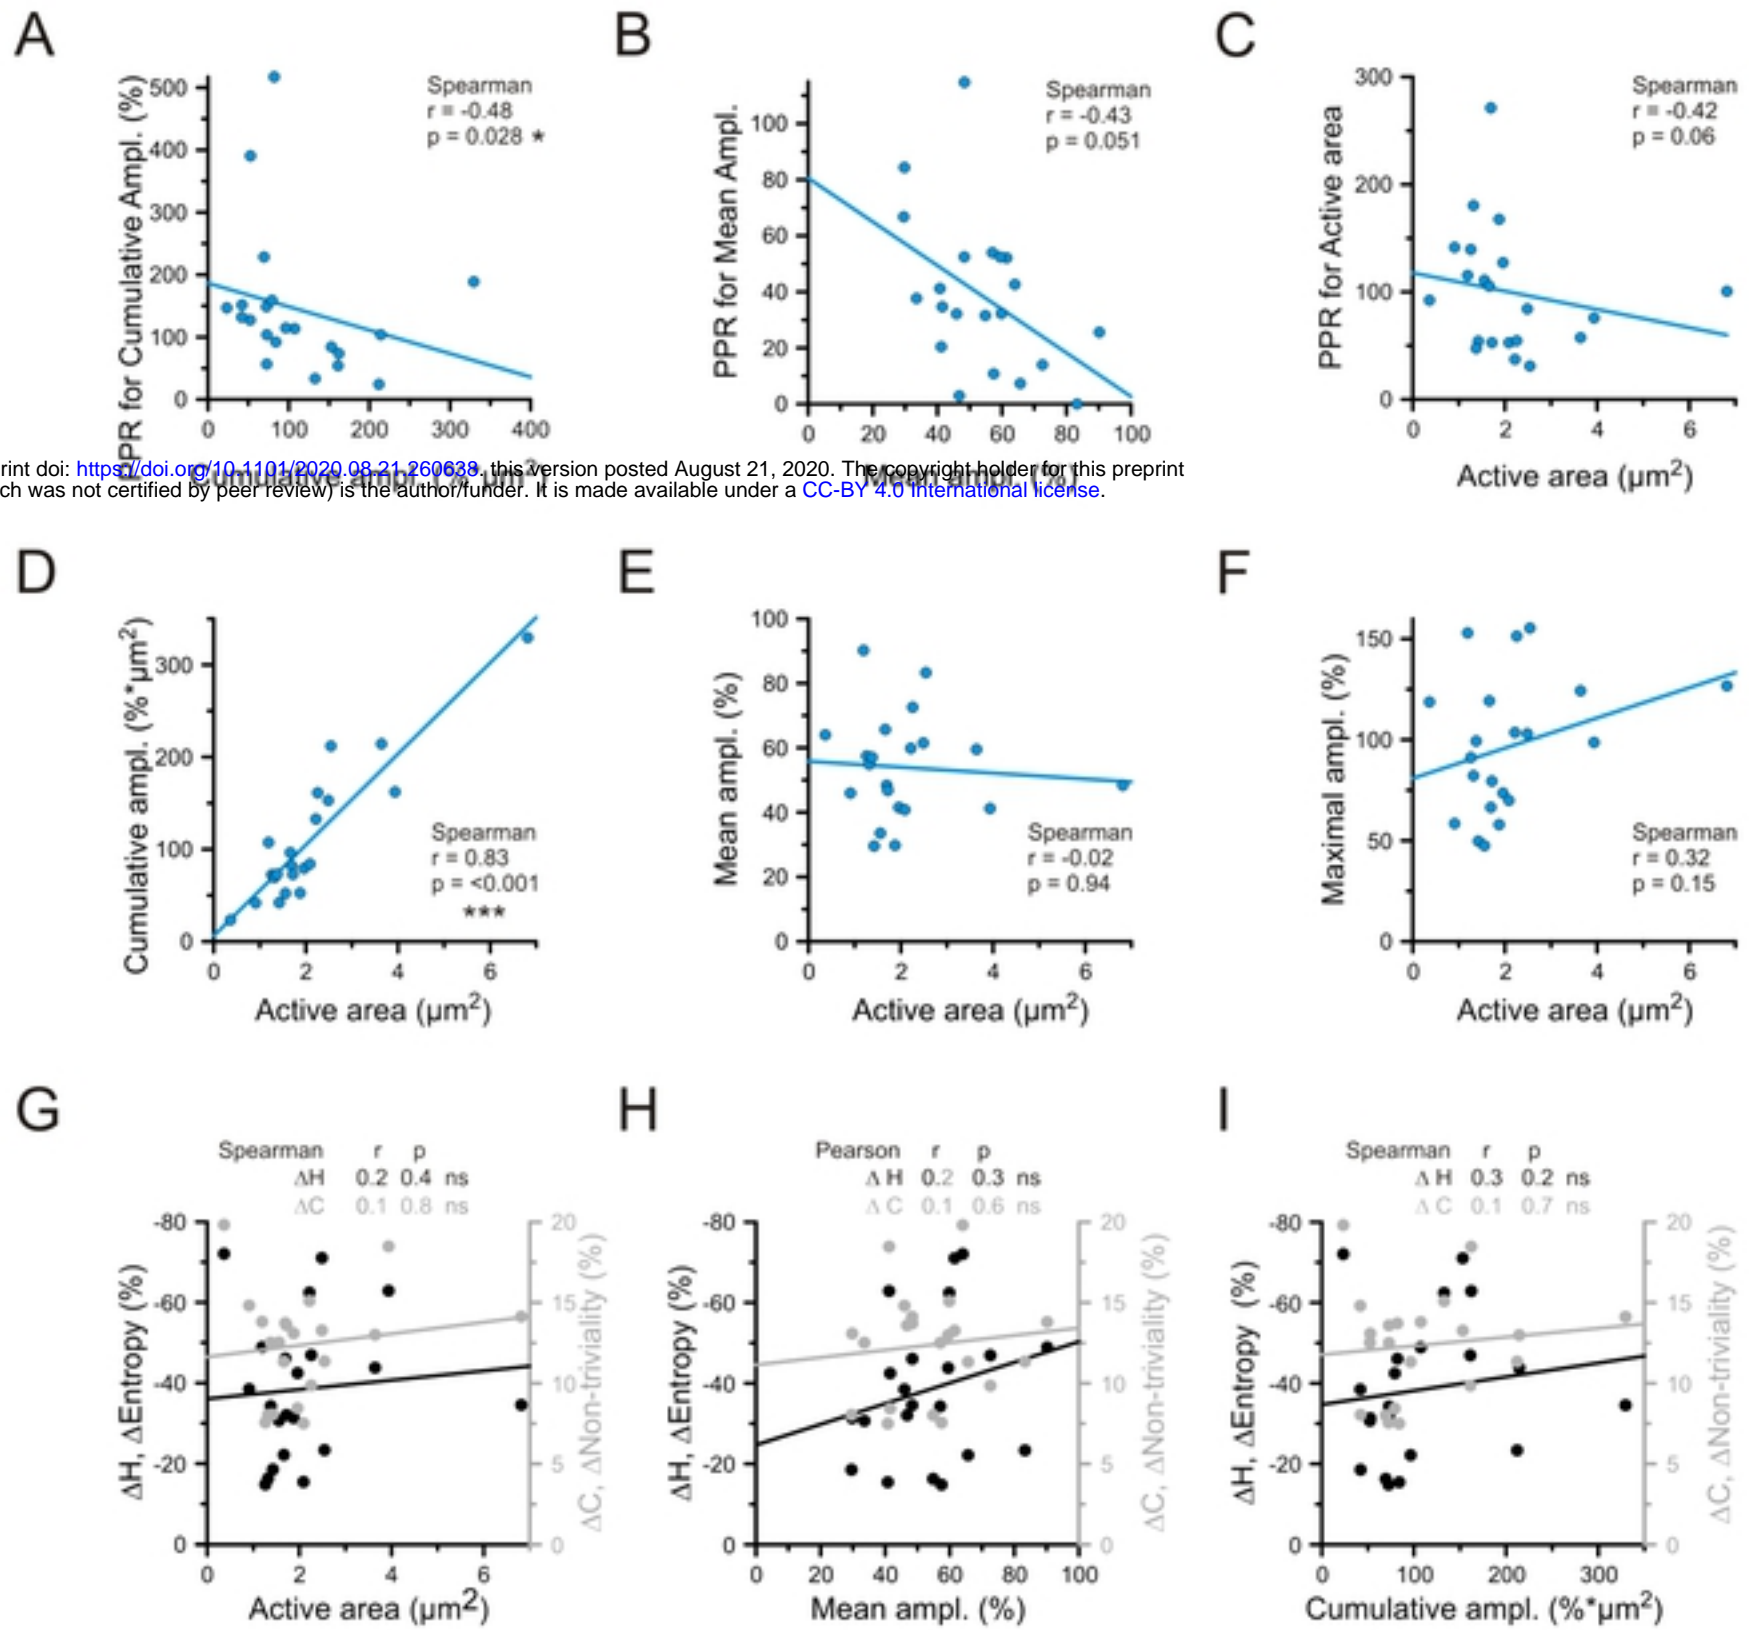 A
PPR for Cumulative Ampl. (%)
500
400
300
200
100
0
0 100 200 300 400
Cumulative ampl. (%*µm2)
Spearman
r = -0.48
p = 0.028 *
B
PPR for Mean Ampl.
100
80
60
40
20
0
0 20 40 60 80 100
Mean ampl. (%)
Spearman
r = -0.43
p = 0.051
C
PPR for Active area
300
200
100
0
0 2 4 6
Active area (µm2)
Spearman
r = -0.42
p = 0.06
rint doi: https://doi.org/10.1101/2020.08.21.260638. this version posted August 21, 2020. The copyright holder for this preprint
ch was not certified by peer review) is the author/funder. It is made available under a CC-BY 4.0 International license.
D
Cumulative ampl. (%*µm2)
300
200
100
0
0 2 4 6
Active area (µm2)
Spearman
r = 0.83
p = <0.001
***
E
Mean ampl. (%)
100
80
60
40
20
0
0 2 4 6
Active area (µm2)
Spearman
r = -0.02
p = 0.94
F
Maximal ampl. (%)
150
100
50
0
0 2 4 6
Active area (µm2)
Spearman
r = 0.32
p = 0.15
G
Spearman r p
ΔH 0.2 0.4 ns
ΔC 0.1 0.8 ns
ΔH, ΔEntropy (%)
-80
-60
-40
-20
0
0 2 4 6
Active area (µm2)
20
15
10
5
0
ΔC, ΔNon-triviality (%)
H
Pearson r p
Δ H 0.2 0.3 ns
Δ C 0.1 0.6 ns
ΔH, ΔEntropy (%)
-80
-60
-40
-20
0
0 20 40 60 80 100
Mean ampl. (%)
20
15
10
5
0
ΔC, ΔNon-triviality (%)
I
Spearman r p
Δ H 0.3 0.2 ns
Δ C 0.1 0.7 ns
ΔH, ΔEntropy (%)
-80
-60
-40
-20
0
0 100 200 300
Cumulative ampl. (%*µm2)
20
15
10
5
0
ΔC, ΔNon-triviality (%)